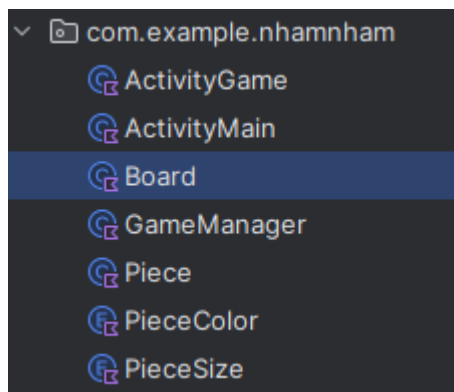 com.example.nhamnham
ActivityGame
ActivityMain
Board
GameManager
Piece
PieceColor
PieceSize